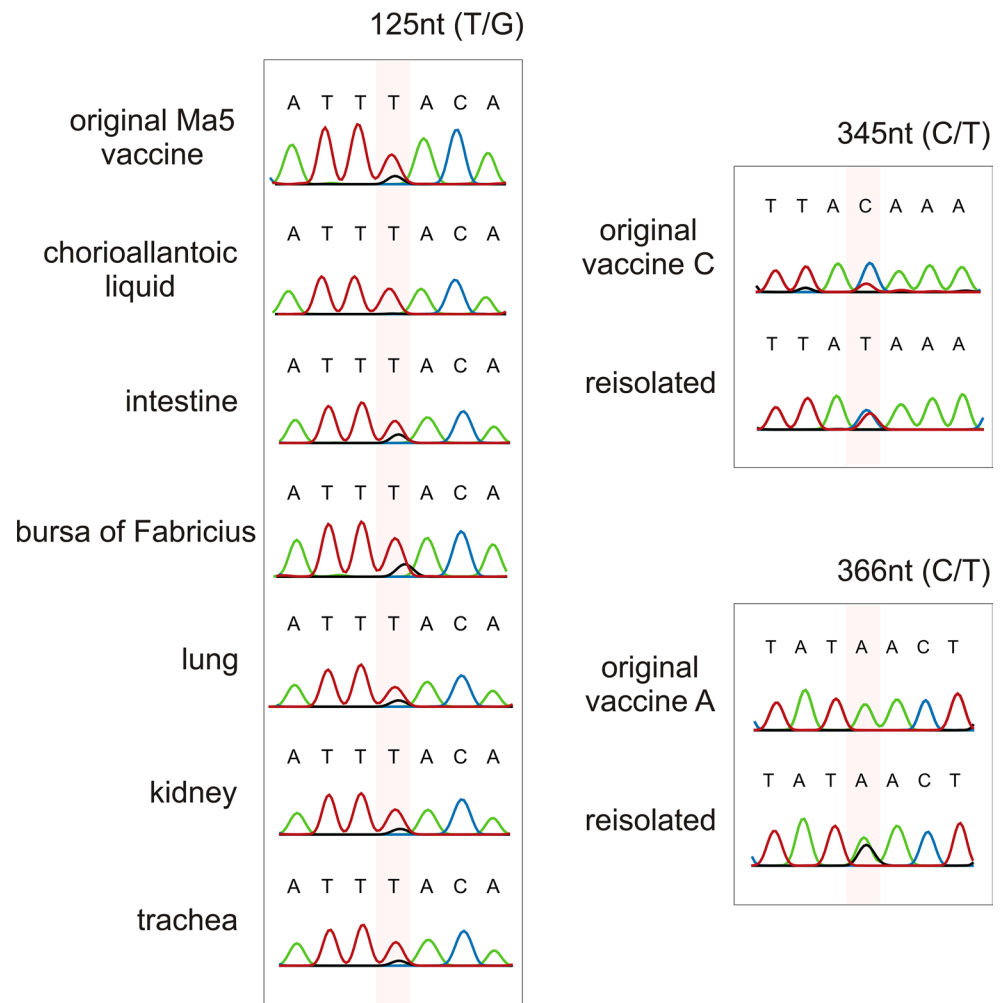 125nt (T/G)
original Ma5
vaccine
A T T T A C A
chorioallantoic
liquid
A T T T A C A
intestine
A T T T A C A
bursa of Fabricius
A T T T A C A
lung
A T T T A C A
kidney
A T T T A C A
trachea
A T T T A C A
345nt (C/T)
original
vaccine C
T T A C A A A
reisolated
T T A T A A A
366nt (C/T)
original
vaccine A
T A T A A C T
reisolated
T A T A A C T